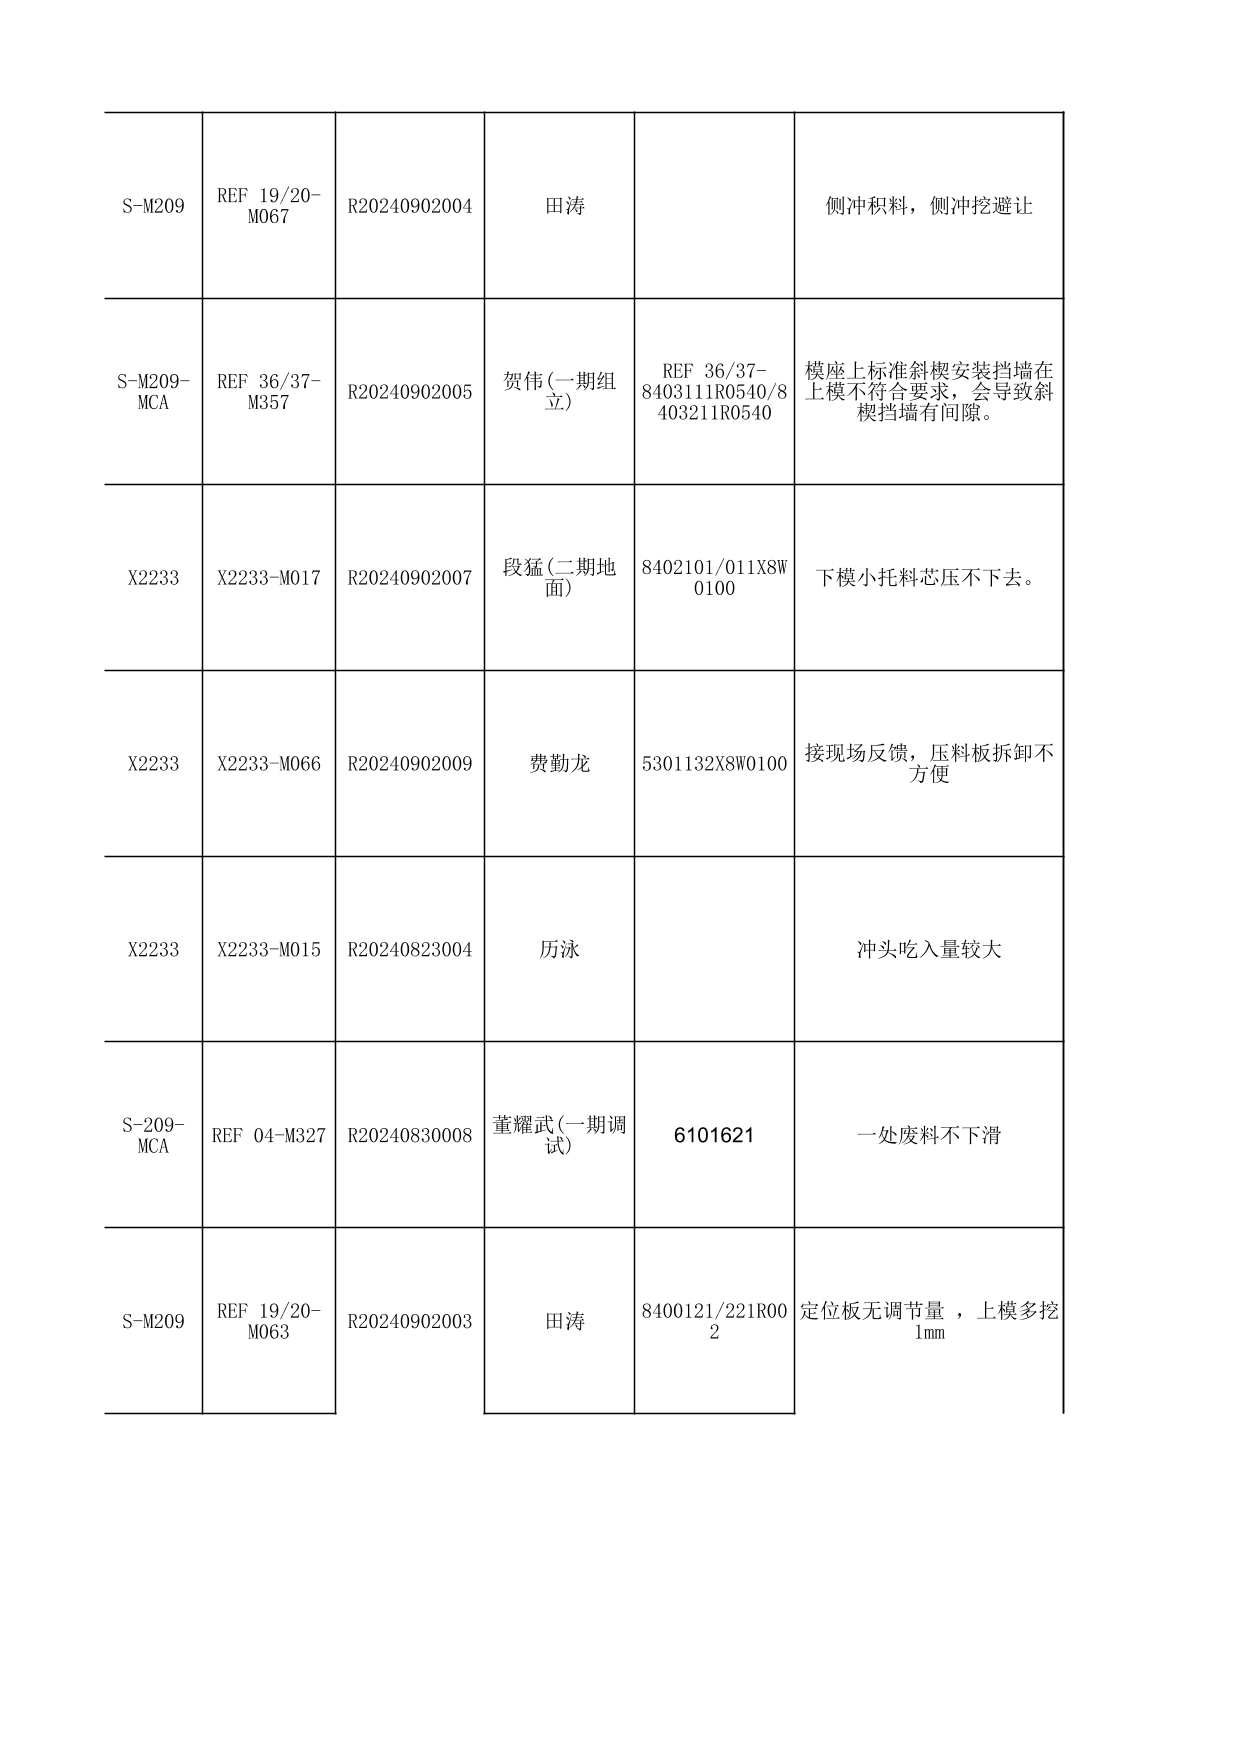 S-M209
REF 19/20-
M067
R20240902004
田涛
侧冲积料，侧冲挖避让
S-M209-
MCA
REF 36/37-
M357
R20240902005
贺伟(一期组
立)
REF 36/37-
8403111R0540/8
403211R0540
模座上标准斜楔安装挡墙在
上模不符合要求，会导致斜
楔挡墙有间隙。
X2233
X2233-M017
R20240902007
段猛(二期地
面)
8402101/011X8W
0100
下模小托料芯压不下去。
X2233
X2233-M066
R20240902009
费勤龙
5301132X8W0100
接现场反馈，压料板拆卸不
方便
X2233
X2233-M015
R20240823004
历泳
冲头吃入量较大
S-209-
MCA
REF 04-M327
R20240830008
董耀武(一期调
试)
6101621
一处废料不下滑
S-M209
REF 19/20-
M063
R20240902003
田涛
8400121/221R00
2
定位板无调节量 ，上模多挖
1mm